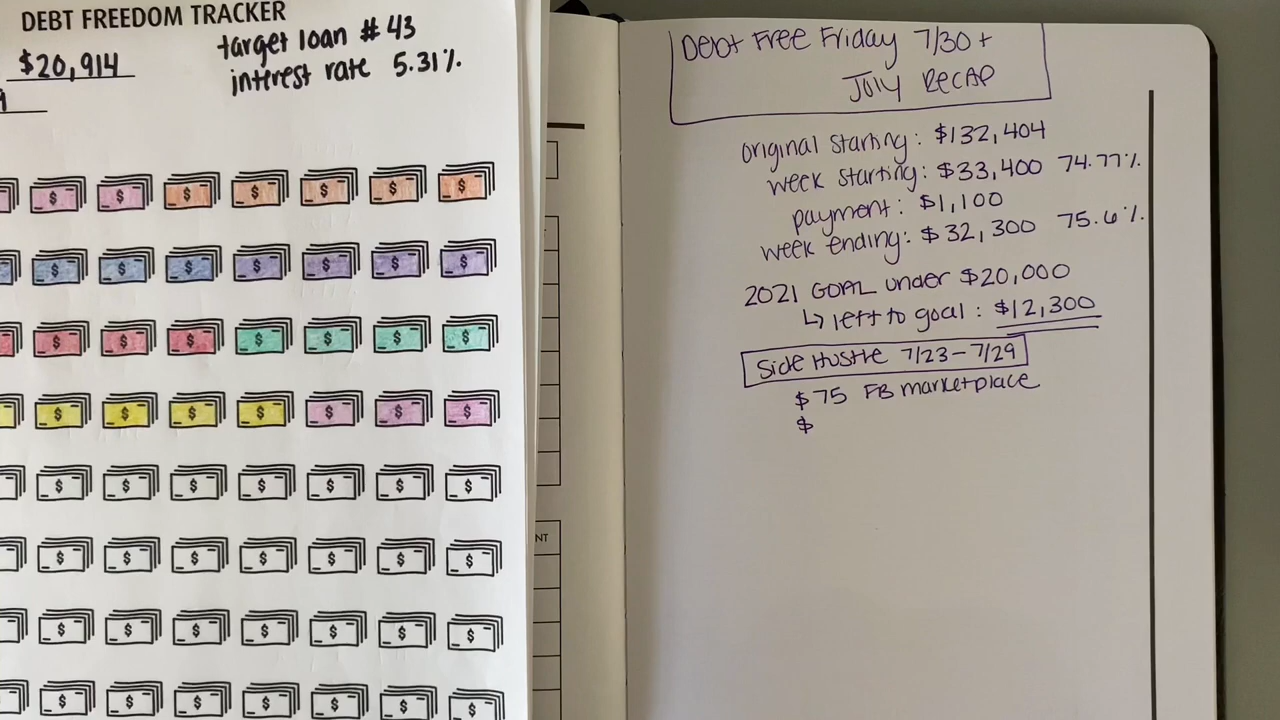 DEBT FREEDOM TRACKER
$20,914
target loan # 43
interest rate 5.31%
NT
Debt Free Friday 7/30 +
July RECAP
original starting: $132,404
week starting: $33,400 74.77%
payment: $1,100
week ending: $32,300 75.6%
2021 GOAL under $20,000
↳ left to goal: $12,300
Side Hustle 7/23-7/29
$75 FB marketplace
$